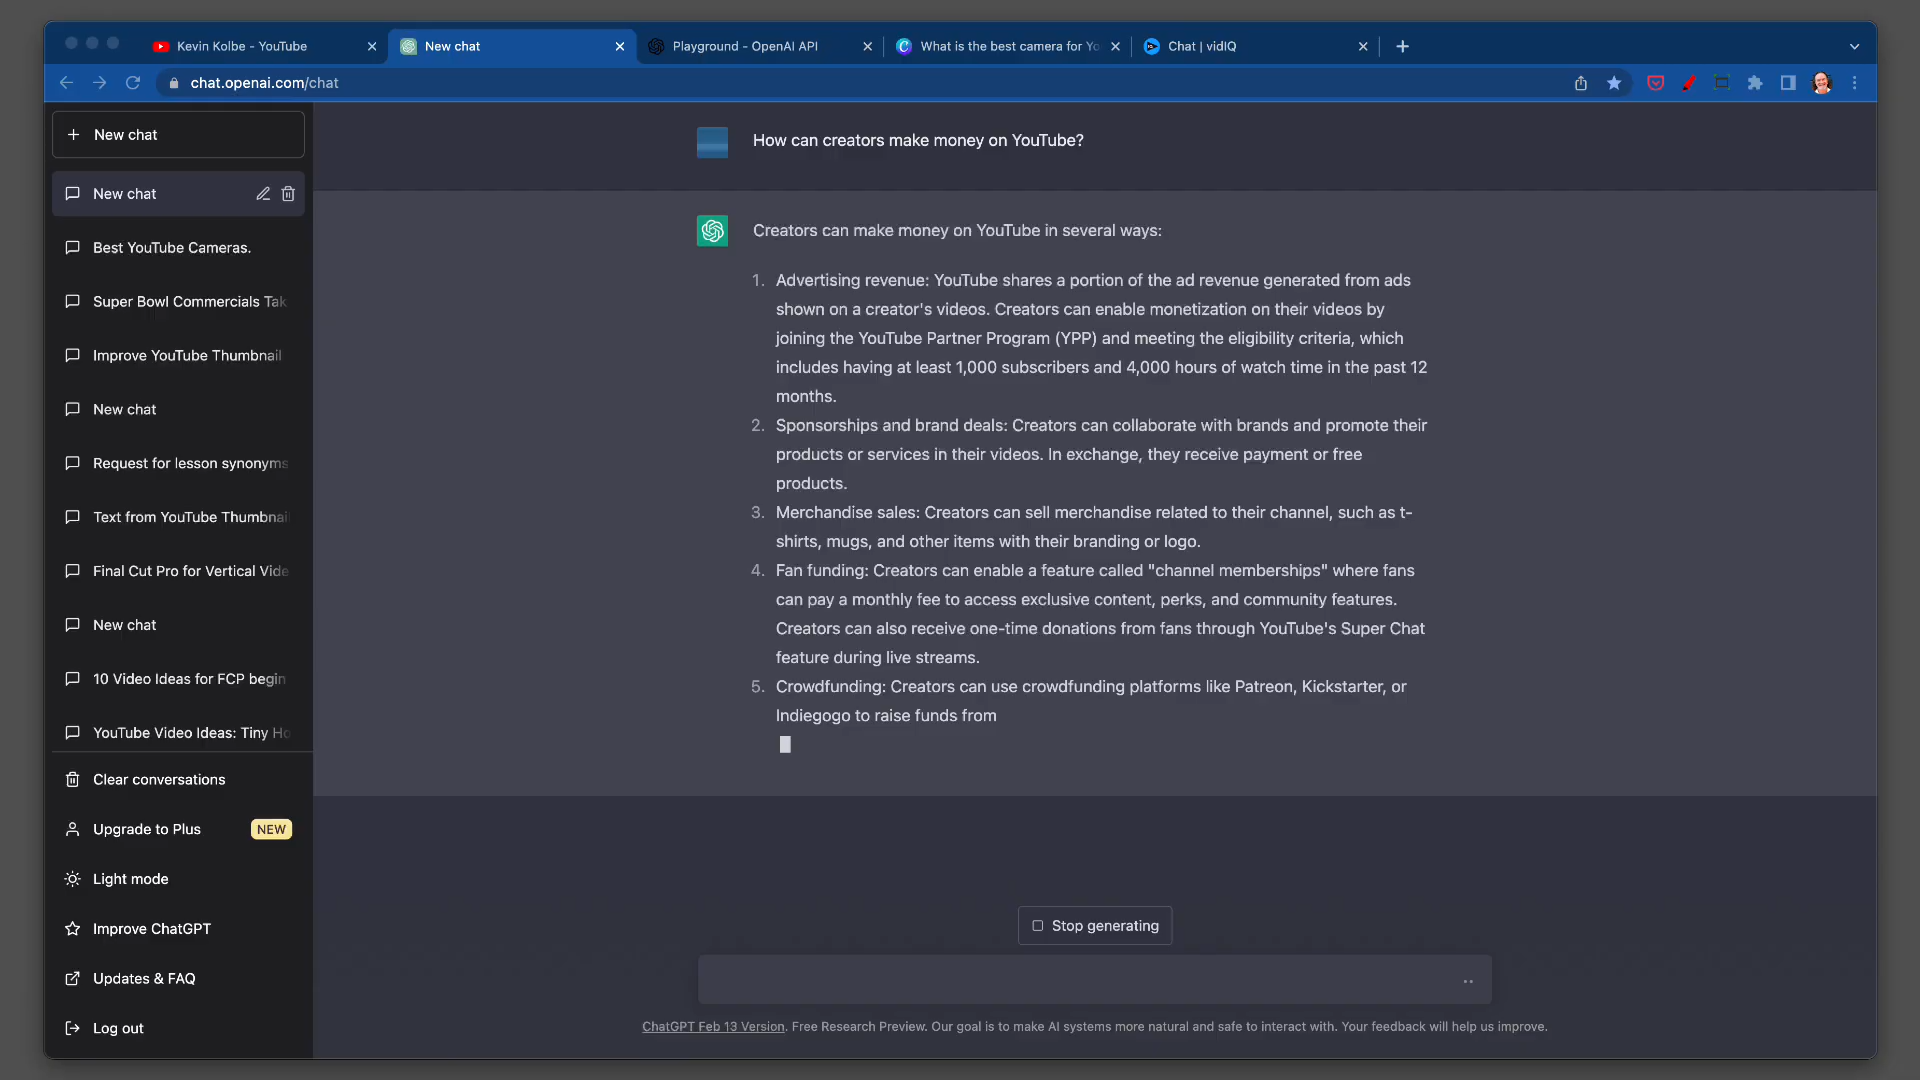 Kevin Kolbe - YouTube
New chat
Playground - OpenAI API
What is the best camera for Yo
Chat | vidIQ
chat.openai.com/chat
New chat
New chat
Best YouTube Cameras.
Super Bowl Commercials Tak
Improve YouTube Thumbnail
New chat
Request for lesson synonyms
Text from YouTube Thumbnai
Final Cut Pro for Vertical Vide
New chat
10 Video Ideas for FCP begin
YouTube Video Ideas: Tiny Ho
Clear conversations
Upgrade to Plus NEW
Light mode
Improve ChatGPT
Updates & FAQ
Log out
How can creators make money on YouTube?
Creators can make money on YouTube in several ways:
1. Advertising revenue: YouTube shares a portion of the ad revenue generated from ads
shown on a creator's videos. Creators can enable monetization on their videos by
joining the YouTube Partner Program (YPP) and meeting the eligibility criteria, which
includes having at least 1,000 subscribers and 4,000 hours of watch time in the past 12
months.
2. Sponsorships and brand deals: Creators can collaborate with brands and promote their
products or services in their videos. In exchange, they receive payment or free
products.
3. Merchandise sales: Creators can sell merchandise related to their channel, such as t-
shirts, mugs, and other items with their branding or logo.
4. Fan funding: Creators can enable a feature called "channel memberships" where fans
can pay a monthly fee to access exclusive content, perks, and community features.
Creators can also receive one-time donations from fans through YouTube's Super Chat
feature during live streams.
5. Crowdfunding: Creators can use crowdfunding platforms like Patreon, Kickstarter, or
Indiegogo to raise funds from
Stop generating
ChatGPT Feb 13 Version. Free Research Preview. Our goal is to make AI systems more natural and safe to interact with. Your feedback will help us improve.